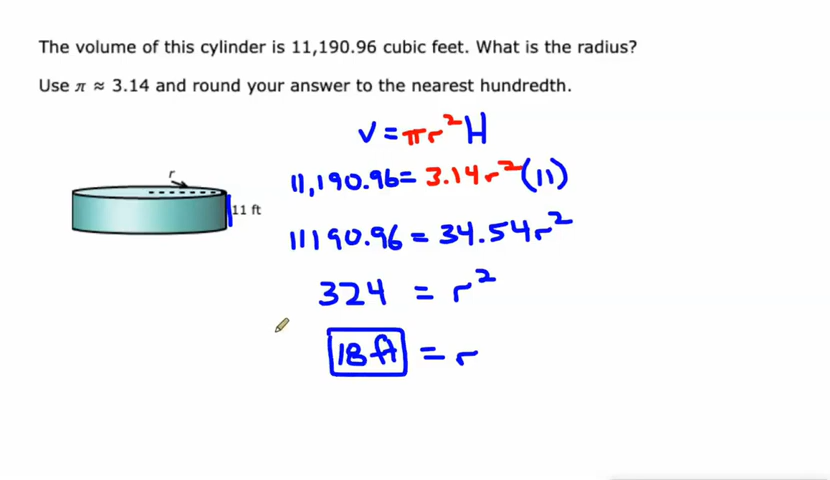 The volume of this cylinder is 11,190.96 cubic feet. What is the radius?
Use π ≈ 3.14 and round your answer to the nearest hundredth.
V = πr²H
r
11,190.96 = 3.14r²(11)
11 ft
11190.96 = 34.54r²
324 = r²
18 ft = r